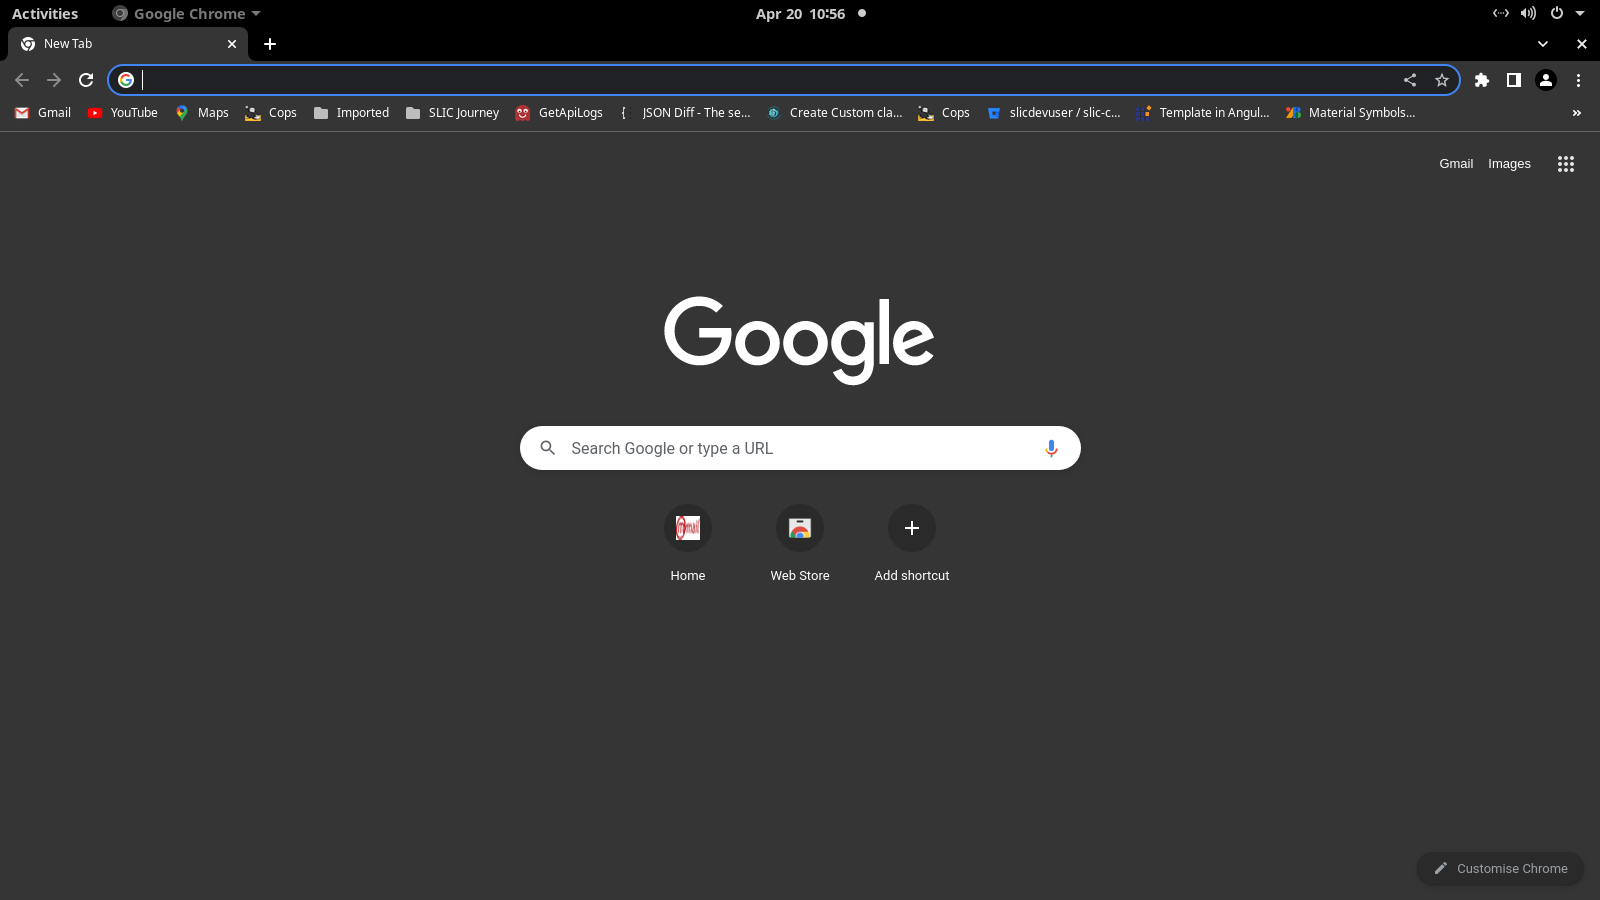 Activities Google Chrome Apr 20 10:56
New Tab
Gmail YouTube Maps Cops Imported SLIC Journey GetApiLogs JSON Diff - The se... Create Custom cla... Cops slicdevuser / slic-c... Template in Angul... Material Symbols... »
Gmail Images
Google
Search Google or type a URL
Home Web Store Add shortcut
Customise Chrome